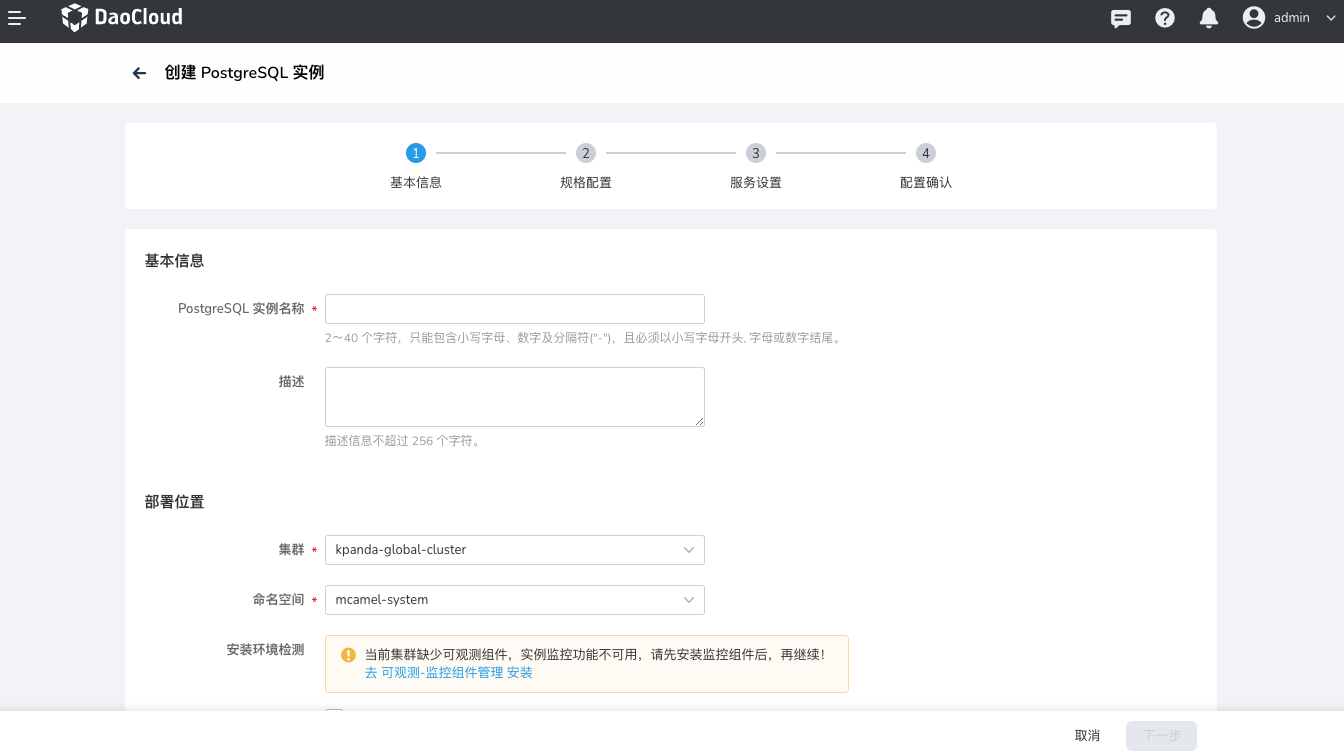 DaoCloud
admin
创建 PostgreSQL 实例
1 2 3 4
基本信息 规格配置 服务设置 配置确认
基本信息
PostgreSQL 实例名称 *
2～40 个字符，只能包含小写字母、数字及分隔符("-")，且必须以小写字母开头, 字母或数字结尾。
描述
描述信息不超过 256 个字符。
部署位置
集群 * kpanda-global-cluster
命名空间 * mcamel-system
安装环境检测
当前集群缺少可观测组件，实例监控功能不可用，请先安装监控组件后，再继续！
去 可观测-监控组件管理 安装
取消 下一步